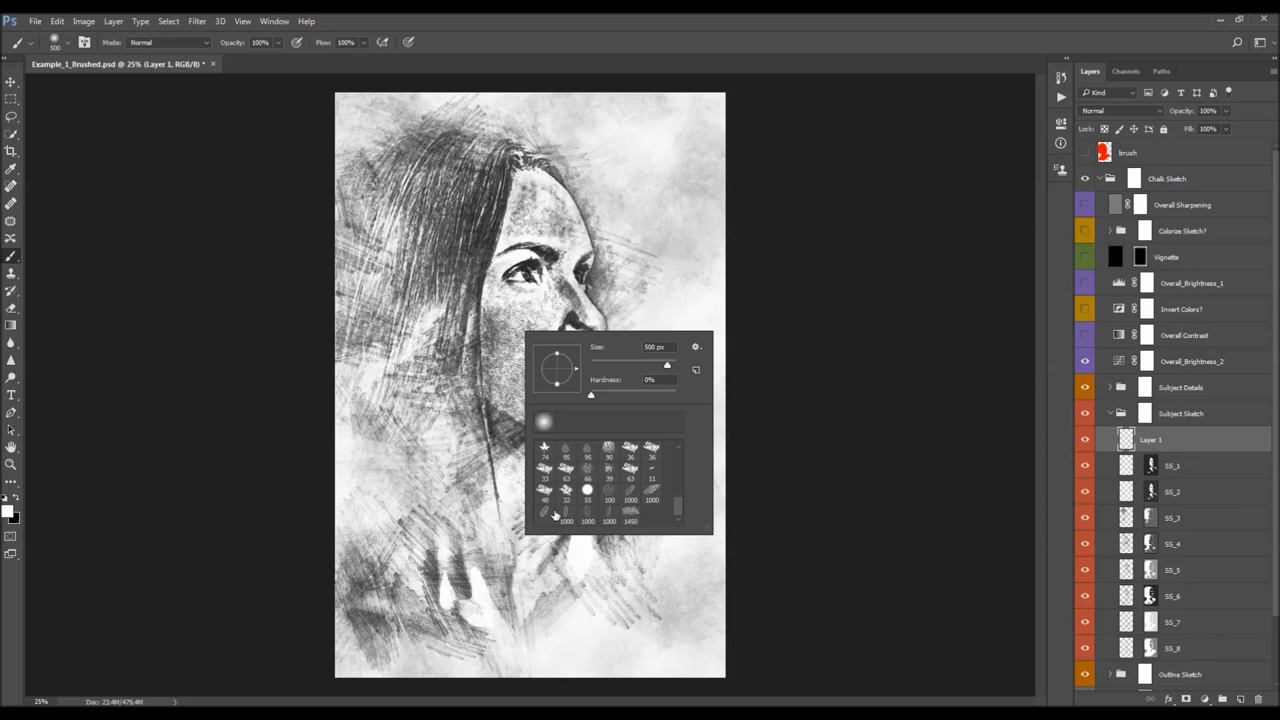 Ps File Edit Image Layer Type Select Filter 3D View Window Help
500 Mode: Normal Opacity: 100% Flow: 100%
Example_1_Brushed.psd @ 25% (Layer 1, RGB/8) * ×
Size: 500 px
Hardness: 0%
74 95 95 90 36 36
33 63 66 39 63 11
48 32 55 100 1000 1000
1000 1000 1000 1450
Layers Channels Paths
Kind
Normal Opacity: 100%
Lock: Fill: 100%
brush
Chalk Sketch
Overall Sharpening
Colorize Sketch?
Vignette
Overall_Brightness_1
Invert Colors?
Overall Contrast
Overall_Brightness_2
Subject Details
Subject Sketch
Layer 1
SS_1
SS_2
SS_3
SS_4
SS_5
SS_6
SS_7
SS_8
Outline Sketch
fx
25% Doc: 23,4M/479,4M